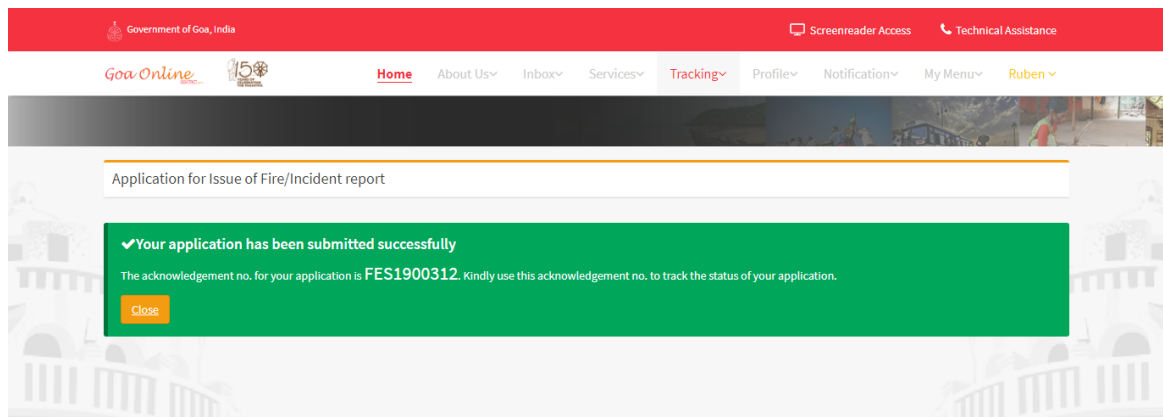 Government of Goa, India
Screenreader Access
Technical Assistance
Goa Online
150
Home
About Us
Inbox
Services
Tracking
Profile
Notification
My Menu
Ruben
Application for Issue of Fire/Incident report
Your application has been submitted successfully
The acknowledgement no. for your application is FES1900312. Kindly use this acknowledgement no. to track the status of your application.
Close